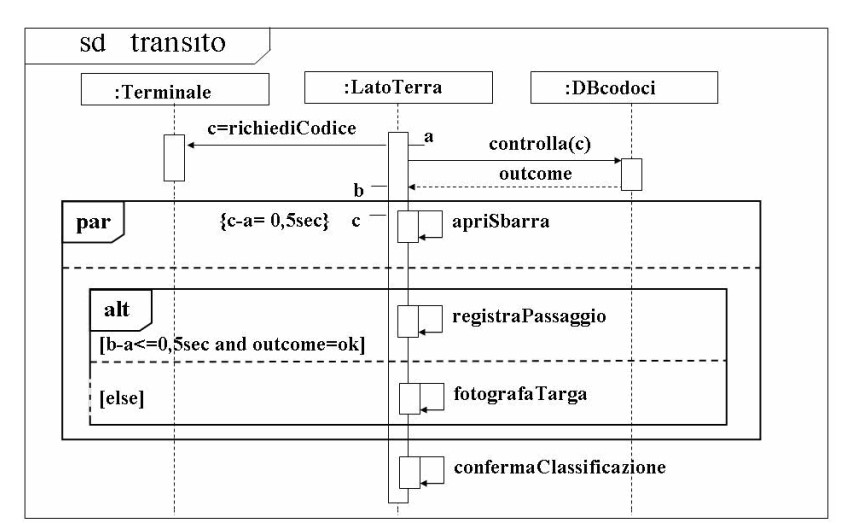 sd transito
:Terminale
:LatoTerra
:DBcodoci
c=richiediCodice
a
controlla(c)
outcome
b
par
{c-a= 0,5sec}
c
apriSbarra
alt
registraPassaggio
[b-a<=0,5sec and outcome=ok]
[else]
fotografaTarga
confermaClassificazione